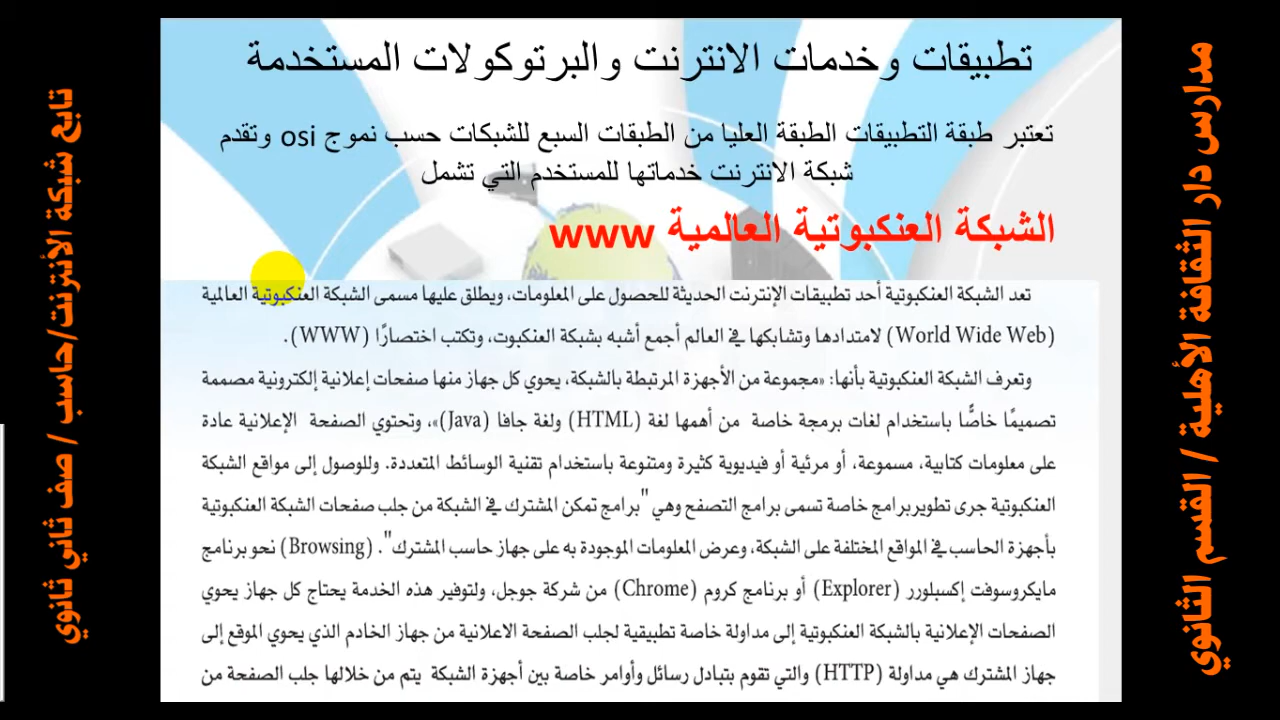 تطبيقات وخدمات الانترنت والبرتوكولات المستخدمة
تعتبر طبقة التطبيقات الطبقة العليا من الطبقات السبع للشبكات حسب نموج osi وتقدم
شبكة الانترنت خدماتها للمستخدم التي تشمل
الشبكة العنكبوتية العالمية www
تعد الشبكة العنكبوتية أحد تطبيقات الإنترنت الحديثة للحصول على المعلومات، ويطلق عليها مسمى الشبكة العنكبوتية العالمية
(World Wide Web) لامتدادها وتشابكها في العالم أجمع أشبه بشبكة العنكبوت، وتكتب اختصارًا (WWW).
وتعرف الشبكة العنكبوتية بأنها: «مجموعة من الأجهزة المرتبطة بالشبكة، يحوي كل جهاز منها صفحات إعلانية إلكترونية مصممة
تصميمًا خاصًّا باستخدام لغات برمجة خاصة من أهمها لغة (HTML) ولغة جافا (Java)»، وتحتوي الصفحة الإعلانية عادة
على معلومات كتابية، مسموعة، أو مرئية أو فيديوية كثيرة ومتنوعة باستخدام تقنية الوسائط المتعددة. وللوصول إلى مواقع الشبكة
العنكبوتية جرى تطوير برامج خاصة تسمى برامج التصفح وهي "برامج تمكن المشترك في الشبكة من جلب صفحات الشبكة العنكبوتية
بأجهزة الحاسب في المواقع المختلفة على الشبكة، وعرض المعلومات الموجودة به على جهاز حاسب المشترك". (Browsing) نحو برنامج
مايكروسوفت إكسبلورر (Explorer) أو برنامج كروم (Chrome) من شركة جوجل، ولتوفير هذه الخدمة يحتاج كل جهاز يحوي
الصفحات الإعلانية بالشبكة العنكبوتية إلى مداولة خاصة تطبيقية لجلب الصفحة الاعلانية من جهاز الخادم الذي يحوي الموقع إلى
جهاز المشترك هي مداولة (HTTP) والتي تقوم بتبادل رسائل وأوامر خاصة بين أجهزة الشبكة يتم من خلالها جلب الصفحة من
مدارس دار الثقافة الأهلية / القسم الثانوي
تابع شبكة الأنترنت/حاسب / صف ثاني ثانوي